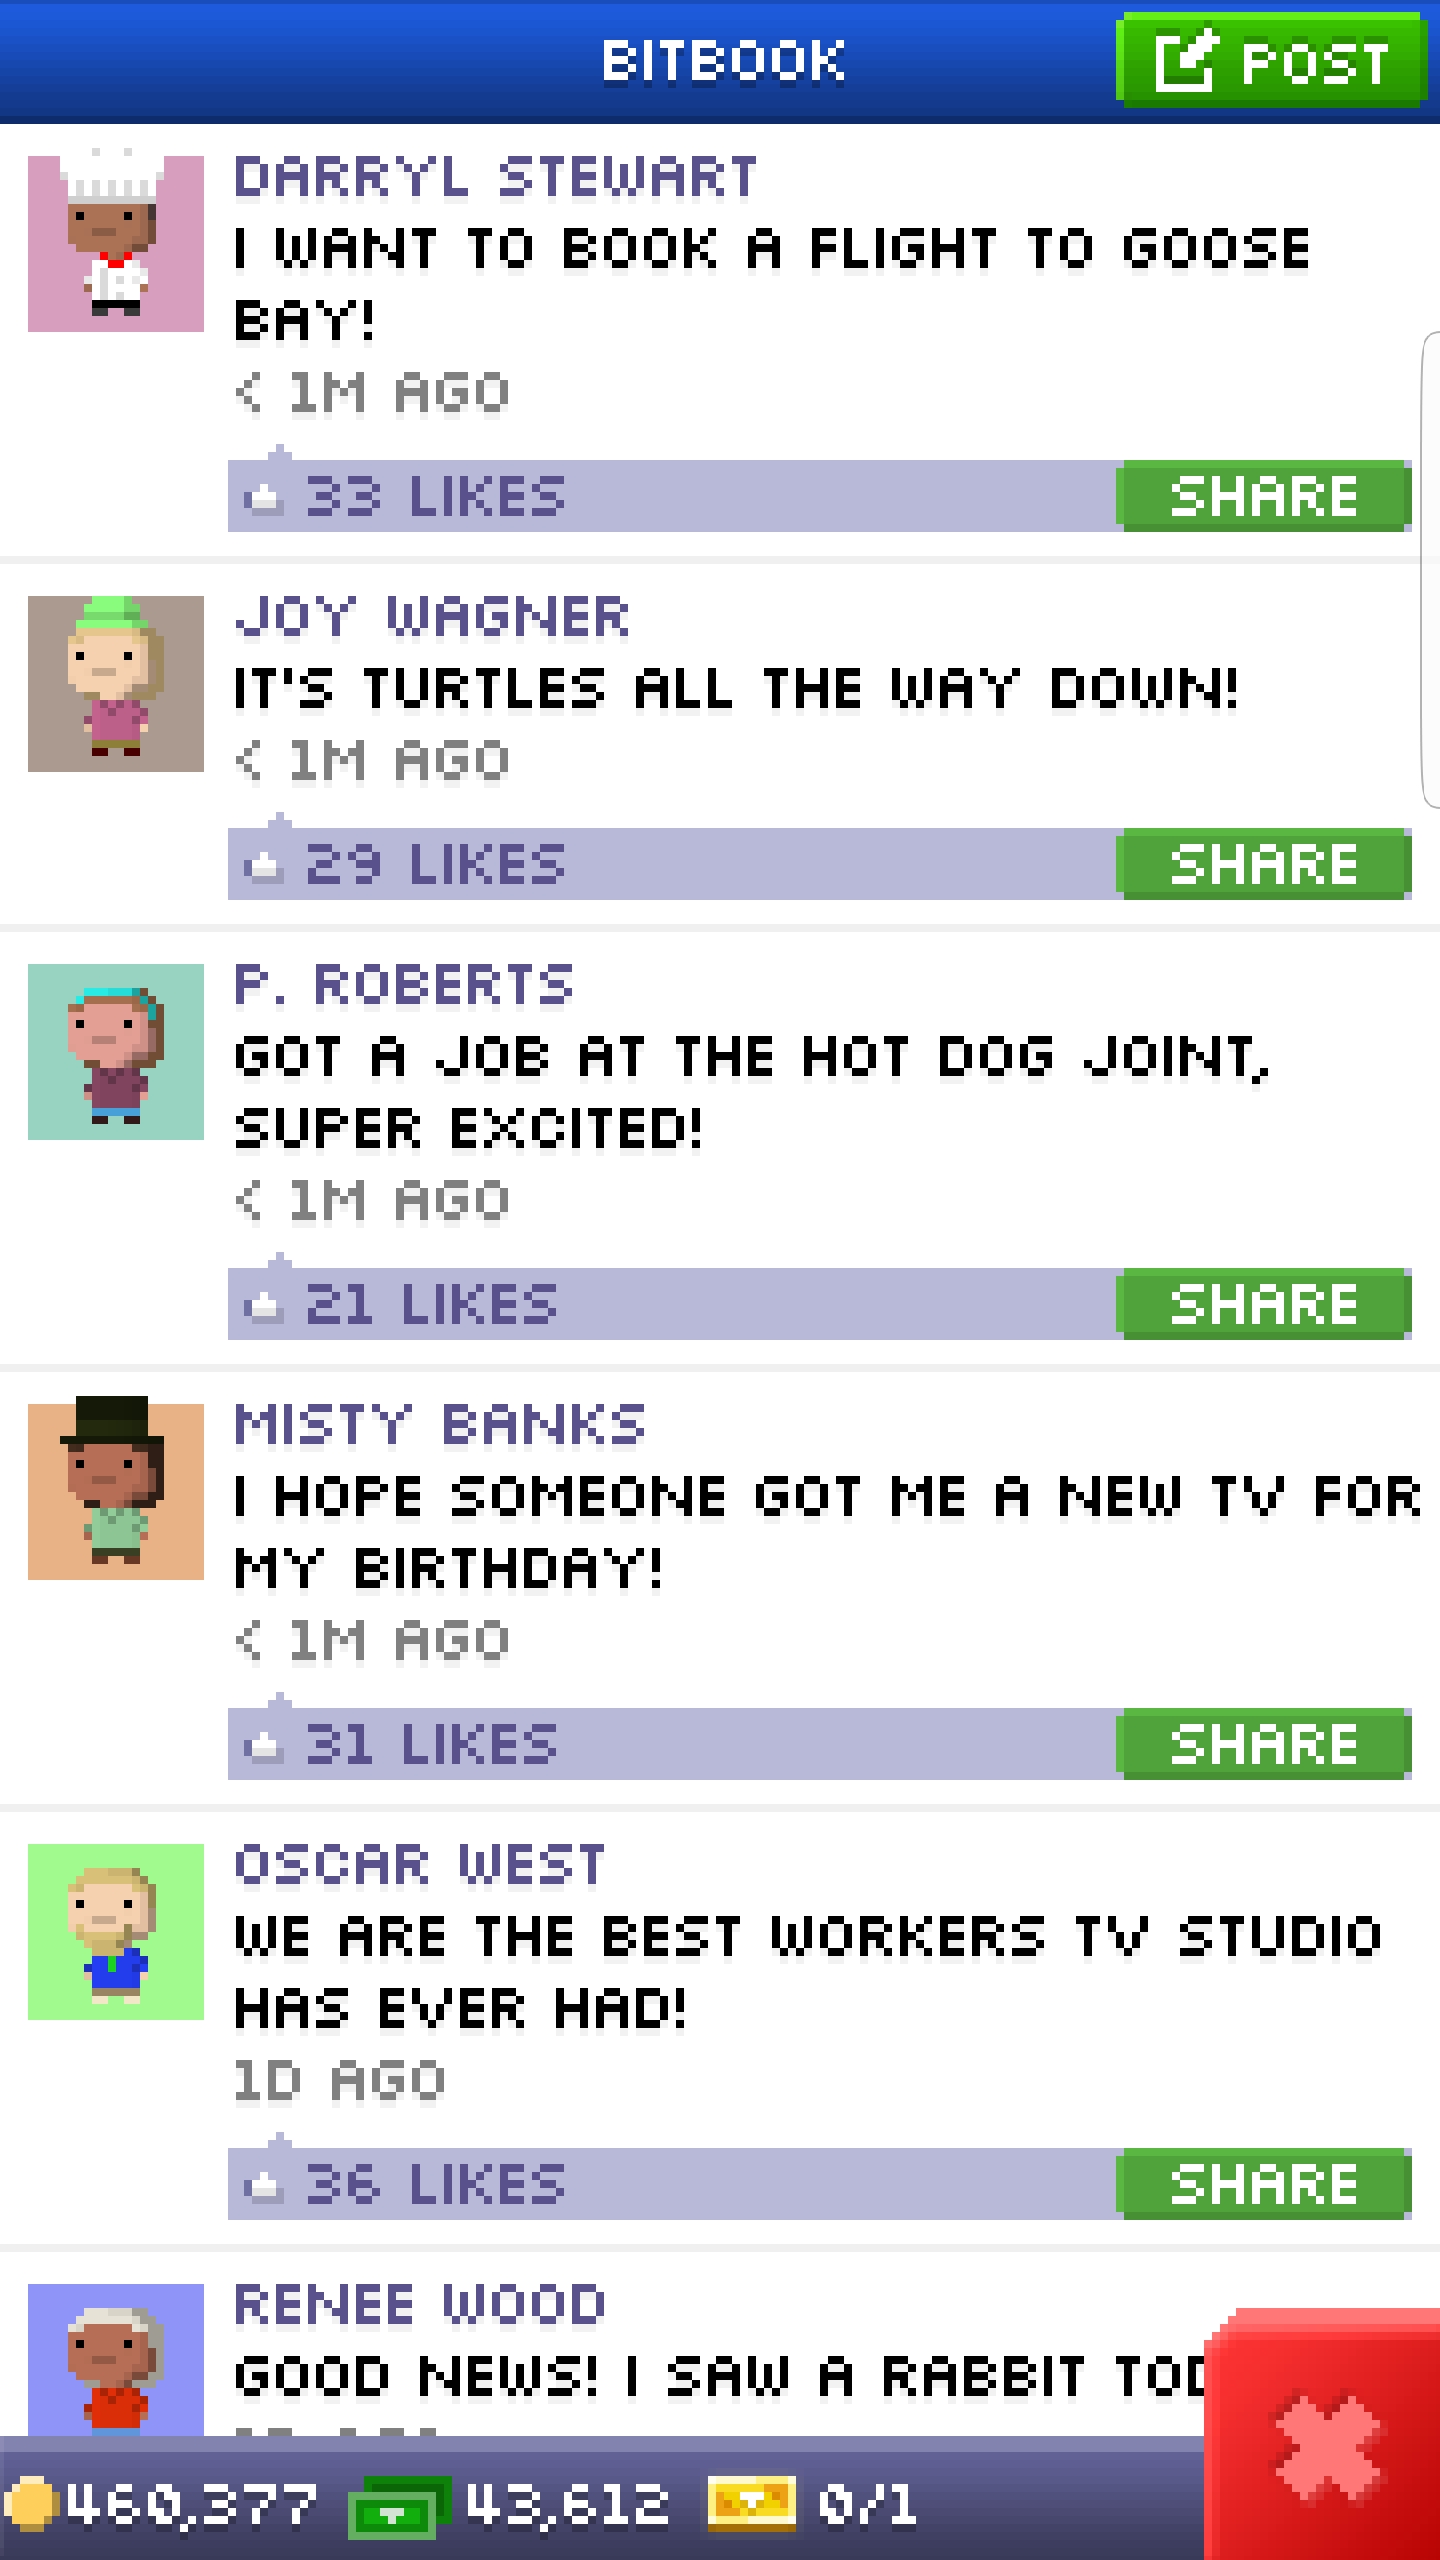 BITBOOK
POST
DARRYL STEWART
I WANT TO BOOK A FLIGHT TO GOOSE
BAY!
< 1M AGO
33 LIKES
SHARE
JOY WAGNER
IT'S TURTLES ALL THE WAY DOWN!
< 1M AGO
29 LIKES
SHARE
P. ROBERTS
GOT A JOB AT THE HOT DOG JOINT,
SUPER EXCITED!
< 1M AGO
21 LIKES
SHARE
MISTY BANKS
I HOPE SOMEONE GOT ME A NEW TV FOR
MY BIRTHDAY!
< 1M AGO
31 LIKES
SHARE
OSCAR WEST
WE ARE THE BEST WORKERS TV STUDIO
HAS EVER HAD!
1D AGO
36 LIKES
SHARE
RENEE WOOD
GOOD NEWS! I SAW A RABBIT
460,377
43,612
0/1